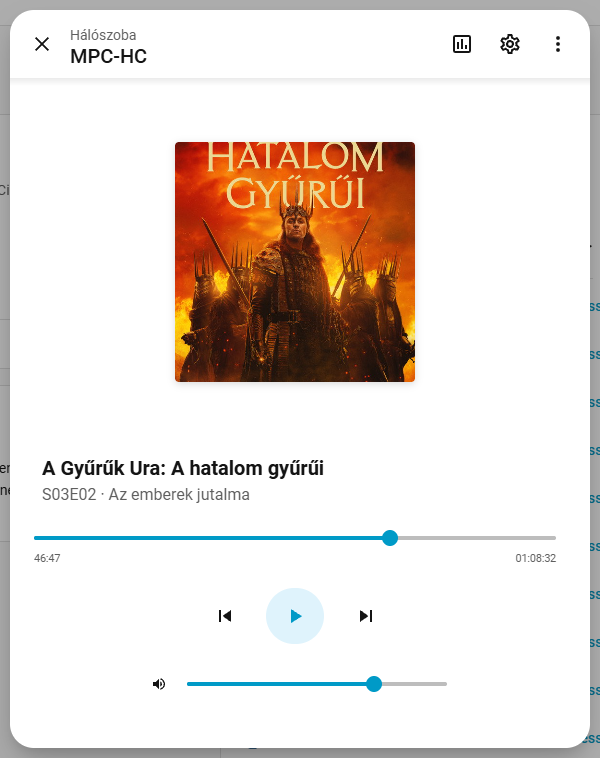 Hálószoba
MPC-HC
HATALOM
GYŰRŰI
A Gyűrűk Ura: A hatalom gyűrűi
S03E02 · Az emberek jutalma
46:47
01:08:32